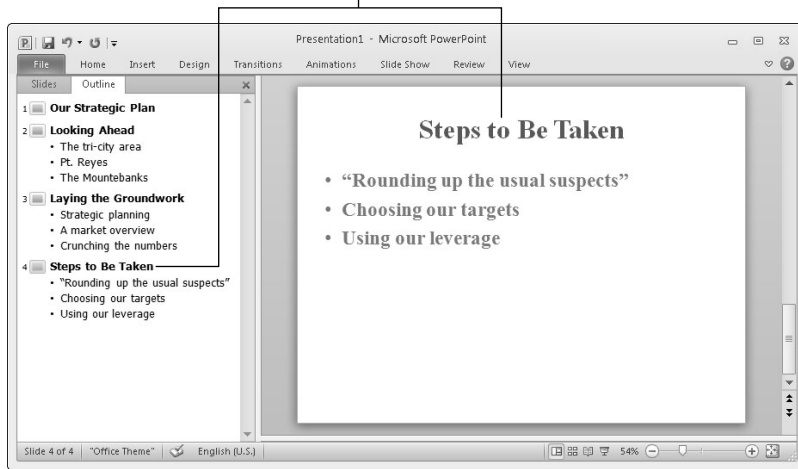 Presentation1 - Microsoft PowerPoint
File Home Insert Design Transitions Animations Slide Show Review View
Slides Outline
1 Our Strategic Plan
2 Looking Ahead
• The tri-city area
• Pt. Reyes
• The Mountebanks
3 Laying the Groundwork
• Strategic planning
• A market overview
• Crunching the numbers
4 Steps to Be Taken
• "Rounding up the usual suspects"
• Choosing our targets
• Using our leverage
Steps to Be Taken
• “Rounding up the usual suspects”
• Choosing our targets
• Using our leverage
Slide 4 of 4 "Office Theme" English (U.S.) 54%